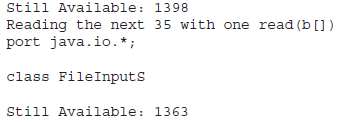 Still Available: 1398
Reading the next 35 with one read(b[])
port java.io.*;
class FileInputS
Still Available: 1363